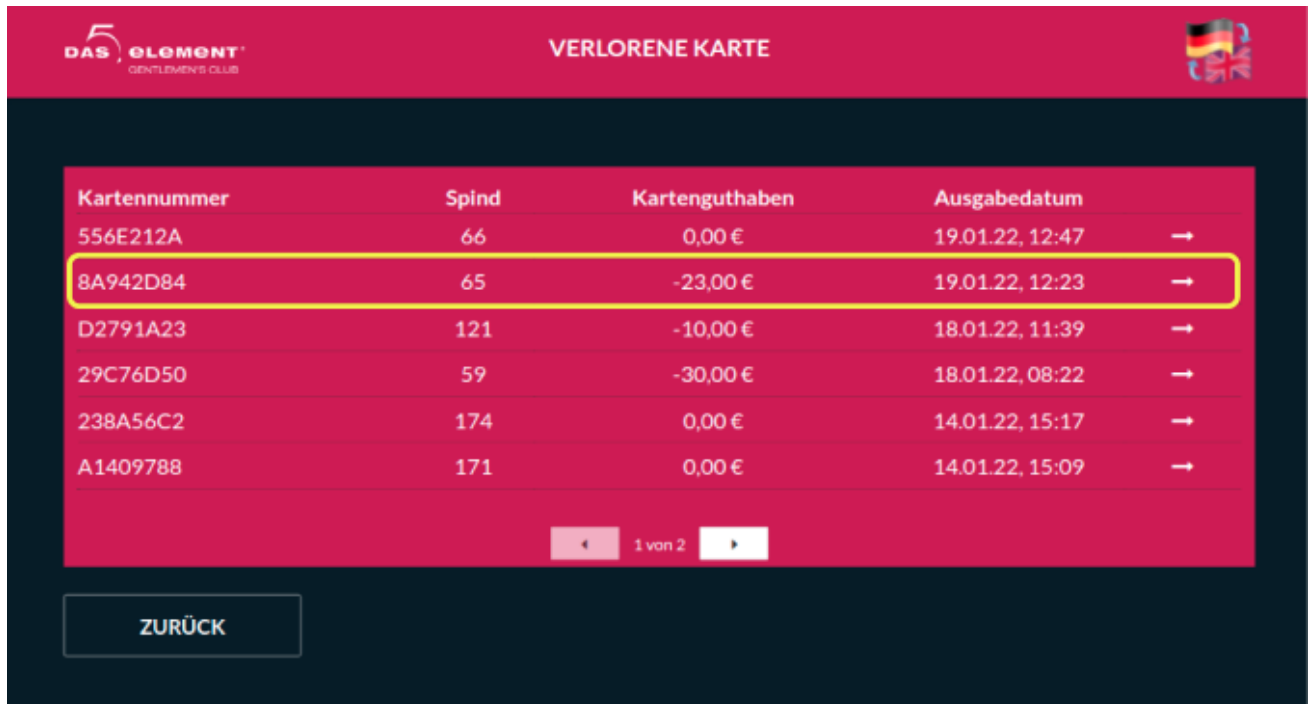 DAS 5 ELEMENT
GENTLEMEN'S CLUB
VERLORENE KARTE
Kartennummer Spind Kartenguthaben Ausgabedatum
556E212A 66 0,00 € 19.01.22, 12:47
8A942D84 65 -23,00 € 19.01.22, 12:23
D2791A23 121 -10,00 € 18.01.22, 11:39
29C76D50 59 -30,00 € 18.01.22, 08:22
238A56C2 174 0,00 € 14.01.22, 15:17
A1409788 171 0,00 € 14.01.22, 15:09
1 von 2
ZURÜCK